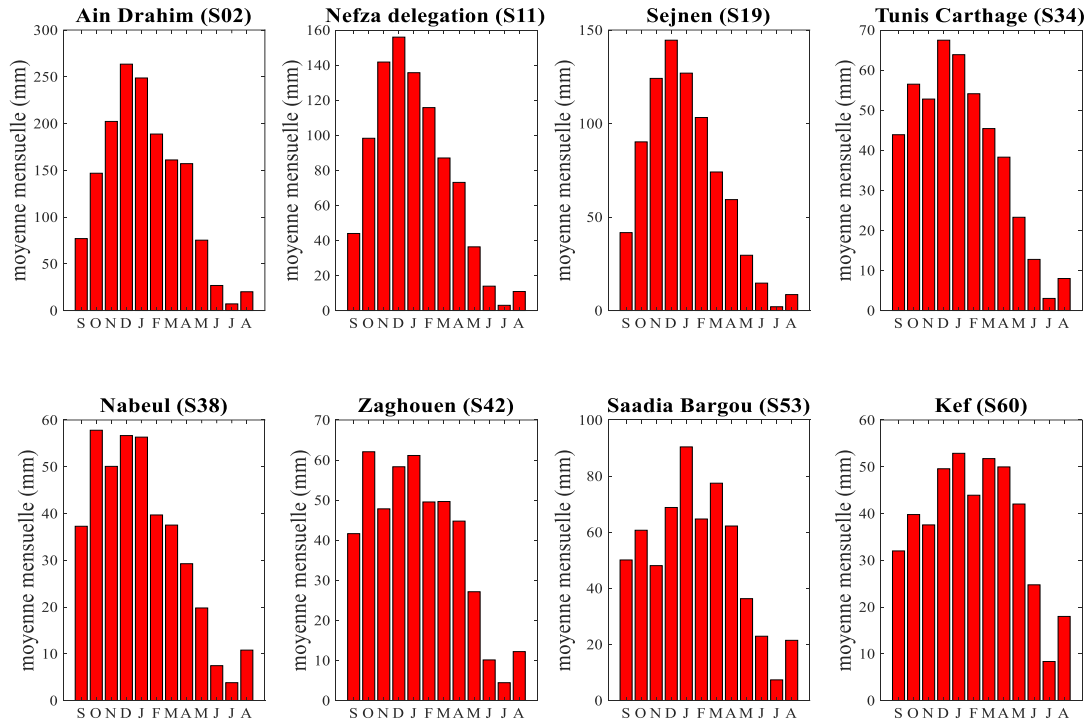 Ain Drahim (S02)
moyenne mensuelle (mm)
300
250
200
150
100
50
0
S O N D J F M A M J J A
Nefza delegation (S11)
moyenne mensuelle (mm)
160
140
120
100
80
60
40
20
0
S O N D J F M A M J J A
Sejnen (S19)
moyenne mensuelle (mm)
150
100
50
0
S O N D J F M A M J J A
Tunis Carthage (S34)
moyenne mensuelle (mm)
70
60
50
40
30
20
10
0
S O N D J F M A M J J A
Nabeul (S38)
moyenne mensuelle (mm)
60
50
40
30
20
10
0
S O N D J F M A M J J A
Zaghouen (S42)
moyenne mensuelle (mm)
70
60
50
40
30
20
10
0
S O N D J F M A M J J A
Saadia Bargou (S53)
moyenne mensuelle (mm)
100
80
60
40
20
0
S O N D J F M A M J J A
Kef (S60)
moyenne mensuelle (mm)
60
50
40
30
20
10
0
S O N D J F M A M J J A